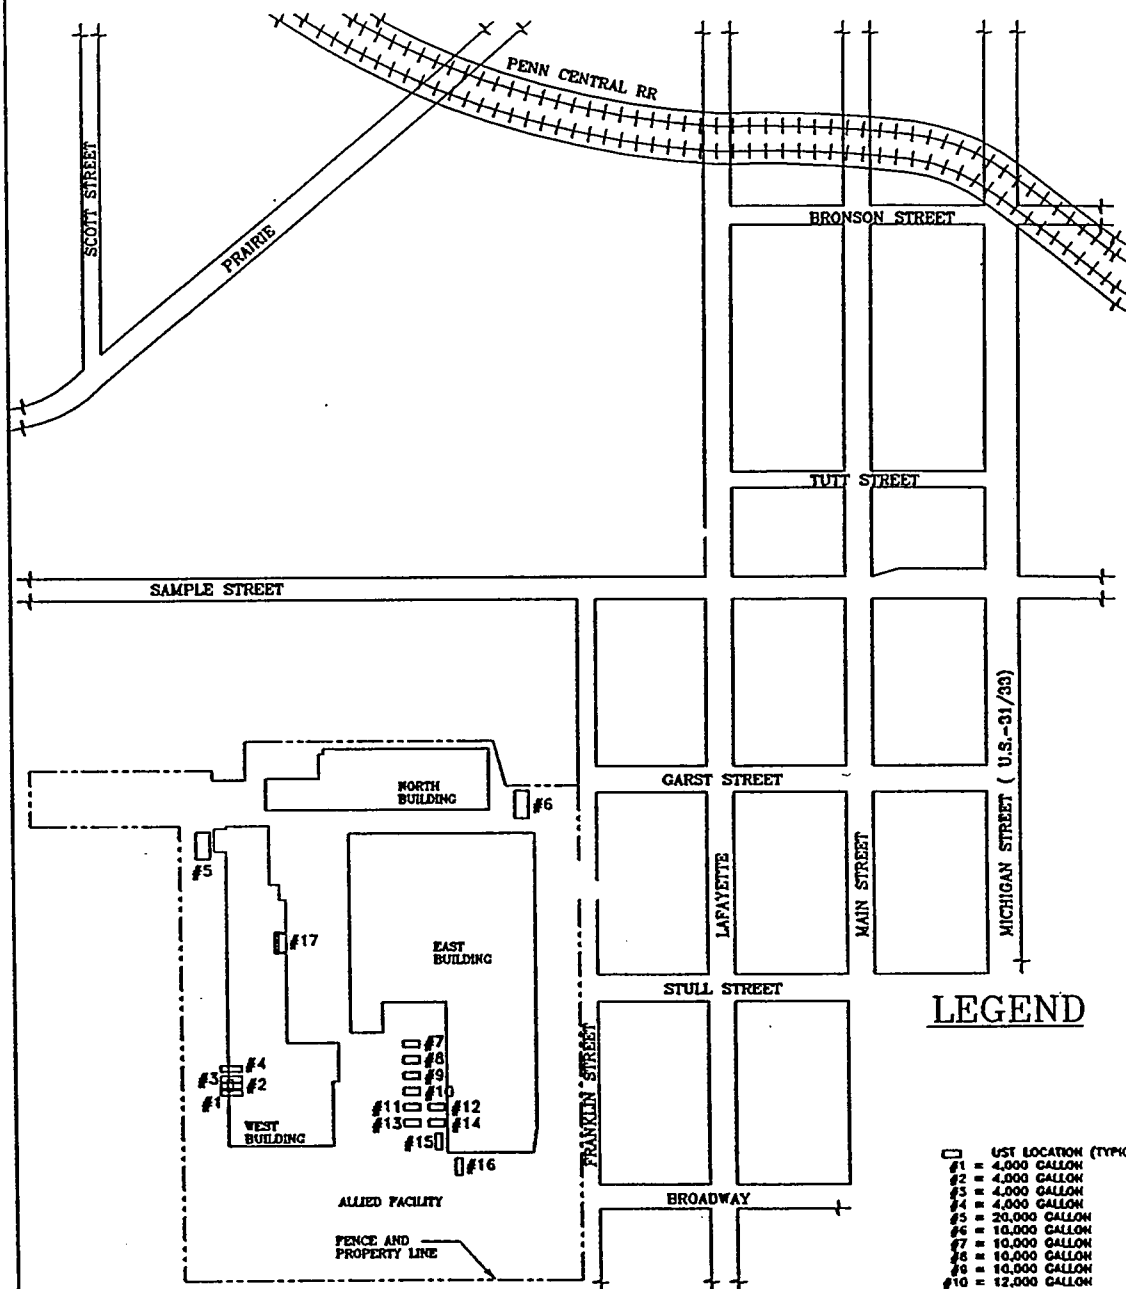 PENN CENTRAL RR
SCOTT STREET
PRAIRIE
BRONSON STREET
TUTT STREET
SAMPLE STREET
MICHIGAN STREET ( U.S.-31/33)
GARST STREET
NORTH
BUILDING
#6
#5
LAFAYETTE
MAIN STREET
#17
EAST
BUILDING
STULL STREET
LEGEND
FRANKLIN STREET
#7
#8
#9
#10
#11
#12
#13
#14
#15
#16
#4
#3
#2
#1
WEST
BUILDING
ALLIED FACILITY
BROADWAY
FENCE AND
PROPERTY LINE
UST LOCATION (TYPI
#1 = 4,000 GALLON
#2 = 4,000 GALLON
#3 = 4,000 GALLON
#4 = 4,000 GALLON
#5 = 20,000 GALLON
#6 = 10,000 GALLON
#7 = 10,000 GALLON
#8 = 10,000 GALLON
#9 = 10,000 GALLON
#10 = 12,000 GALLON